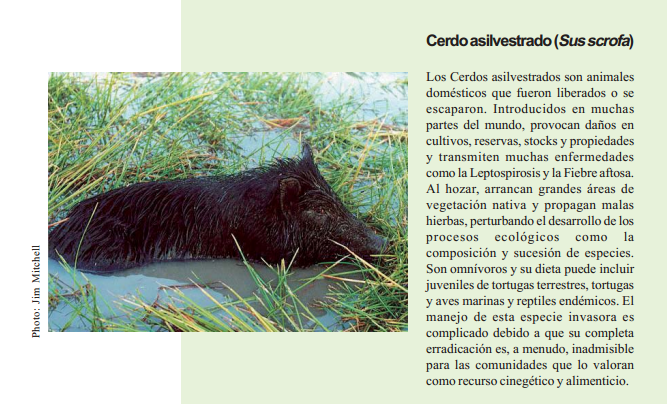 Cerdo asilvestrado (Sus scrofa)
Los Cerdos asilvestrados son animales
domésticos que fueron liberados o se
escaparon. Introducidos en muchas
partes del mundo, provocan daños en
cultivos, reservas, stocks y propiedades
y transmiten muchas enfermedades
como la Leptospirosis y la Fiebre aftosa.
Al hozar, arrancan grandes áreas de
vegetación nativa y propagan malas
hierbas, perturbando el desarrollo de los
procesos ecológicos como la
composición y sucesión de especies.
Son omnívoros y su dieta puede incluir
juveniles de tortugas terrestres, tortugas
y aves marinas y reptiles endémicos. El
manejo de esta especie invasora es
complicado debido a que su completa
erradicación es, a menudo, inadmisible
para las comunidades que lo valoran
como recurso cinegético y alimenticio.
Photo: Jim Mitchell